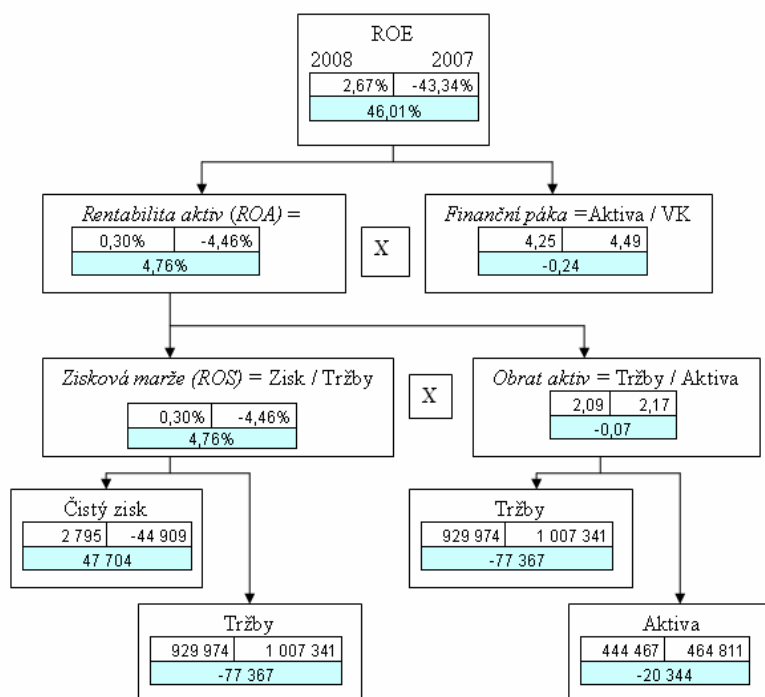 ROE
2008 2007
2,67% -43,34%
46,01%
Rentabilita aktiv (ROA) =
0,30% -4,46%
4,76%
X
Finanční páka =Aktiva / VK
4,25 4,49
-0,24
Zisková marže (ROS) = Zisk / Tržby
0,30% -4,46%
4,76%
X
Obrat aktiv = Tržby / Aktiva
2,09 2,17
-0,07
Čistý zisk
2 795 -44 909
47 704
Tržby
929 974 1 007 341
-77 367
Tržby
929 974 1 007 341
-77 367
Aktiva
444 467 464 811
-20 344